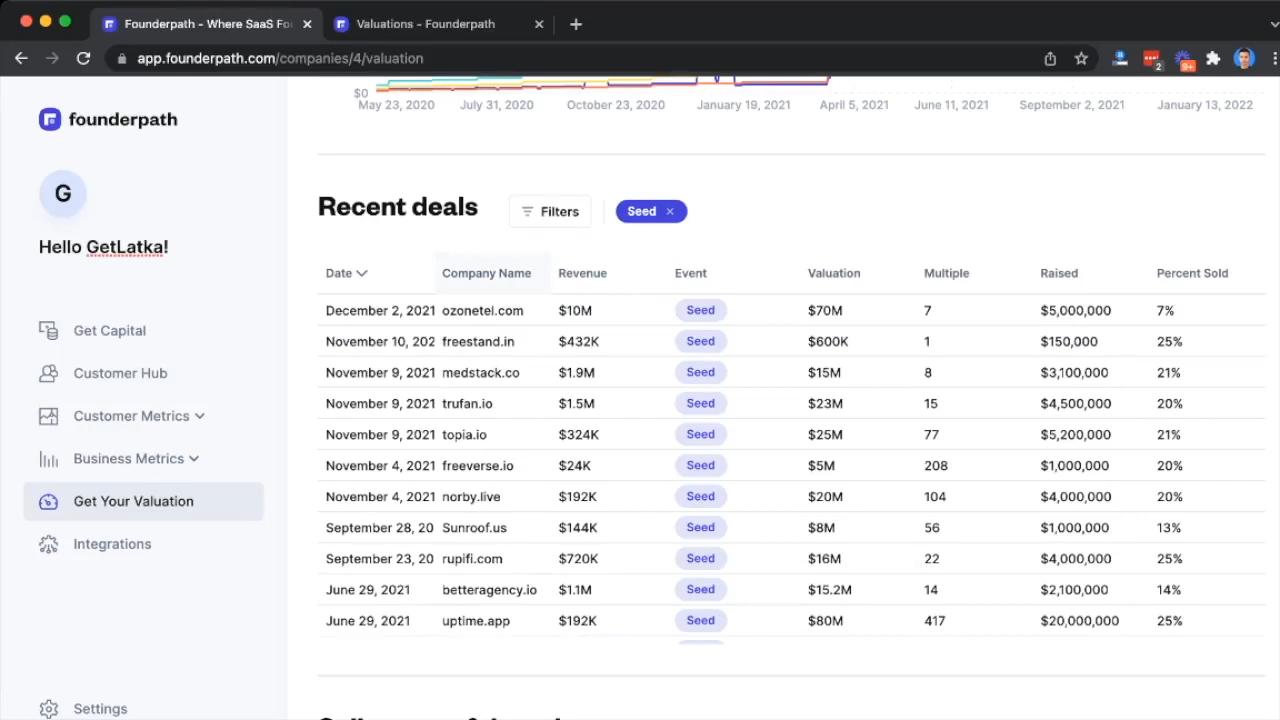 Founderpath - Where SaaS Fo
Valuations - Founderpath
app.founderpath.com/companies/4/valuation
2
9+
founderpath
G
Hello GetLatka!
Get Capital
Customer Hub
Customer Metrics
Business Metrics
Get Your Valuation
Integrations
Settings
$0
May 23, 2020 July 31, 2020 October 23, 2020 January 19, 2021 April 5, 2021 June 11, 2021 September 2, 2021 January 13, 2022
Recent deals Filters Seed ×
Date Company Name Revenue Event Valuation Multiple Raised Percent Sold
December 2, 2021 ozonetel.com $10M Seed $70M 7 $5,000,000 7%
November 10, 202 freestand.in $432K Seed $600K 1 $150,000 25%
November 9, 2021 medstack.co $1.9M Seed $15M 8 $3,100,000 21%
November 9, 2021 trufan.io $1.5M Seed $23M 15 $4,500,000 20%
November 9, 2021 topia.io $324K Seed $25M 77 $5,200,000 21%
November 4, 2021 freeverse.io $24K Seed $5M 208 $1,000,000 20%
November 4, 2021 norby.live $192K Seed $20M 104 $4,000,000 20%
September 28, 20 Sunroof.us $144K Seed $8M 56 $1,000,000 13%
September 23, 20 rupifi.com $720K Seed $16M 22 $4,000,000 25%
June 29, 2021 betteragency.io $1.1M Seed $15.2M 14 $2,100,000 14%
June 29, 2021 uptime.app $192K Seed $80M 417 $20,000,000 25%